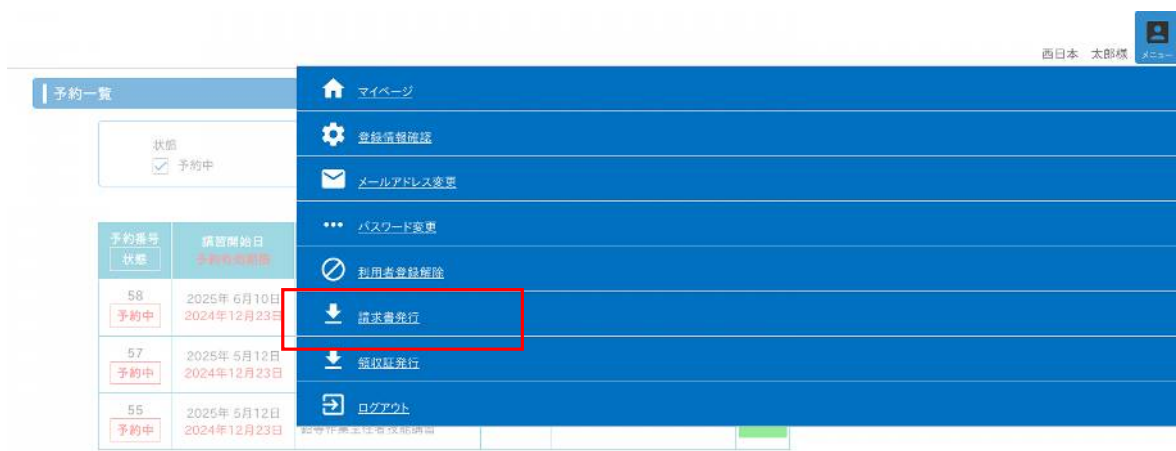 西日本 太郎様
メニュー
予約一覧
マイページ
登録情報確認
メールアドレス変更
パスワード変更
利用者登録解除
請求書発行
領収証発行
ログアウト
状態
予約中
予約番号
状態
講習開始日
予約有効期限
58
予約中
2025年 6月10日
2024年12月23日
57
予約中
2025年 5月12日
2024年12月23日
55
予約中
2025年 5月12日
2024年12月23日